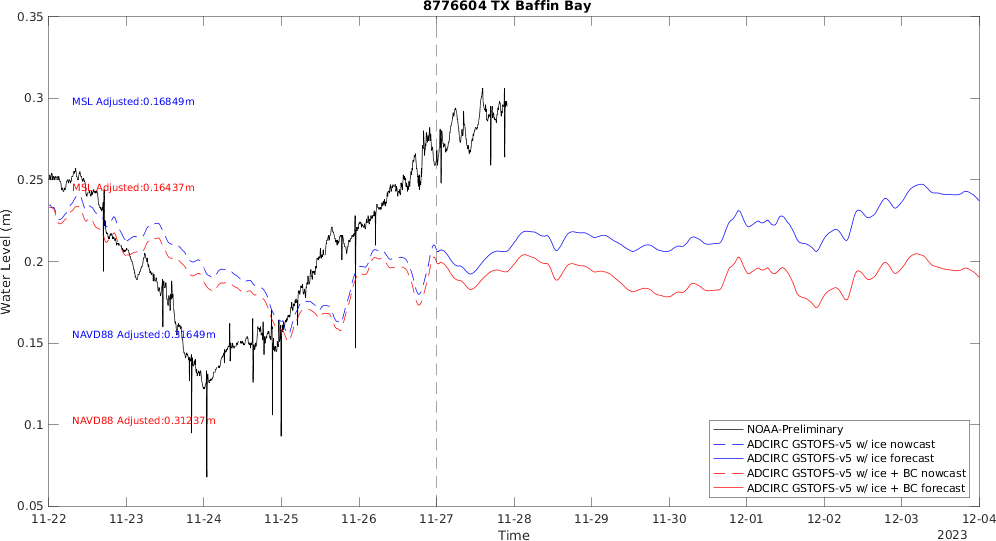 8776604 TX Baffin Bay
0.35
0.3
0.25
0.2
0.15
0.1
0.05
Water Level (m)
MSL Adjusted:0.16849m
MSL Adjusted:0.16437m
NAVD88 Adjusted:0.31649m
NAVD88 Adjusted:0.31237m
NOAA-Preliminary
ADCIRC GSTOFS-v5 w/ ice nowcast
ADCIRC GSTOFS-v5 w/ ice forecast
ADCIRC GSTOFS-v5 w/ ice + BC nowcast
ADCIRC GSTOFS-v5 w/ ice + BC forecast
11-22 11-23 11-24 11-25 11-26 11-27 11-28 11-29 11-30 12-01 12-02 12-03 12-04
Time
2023